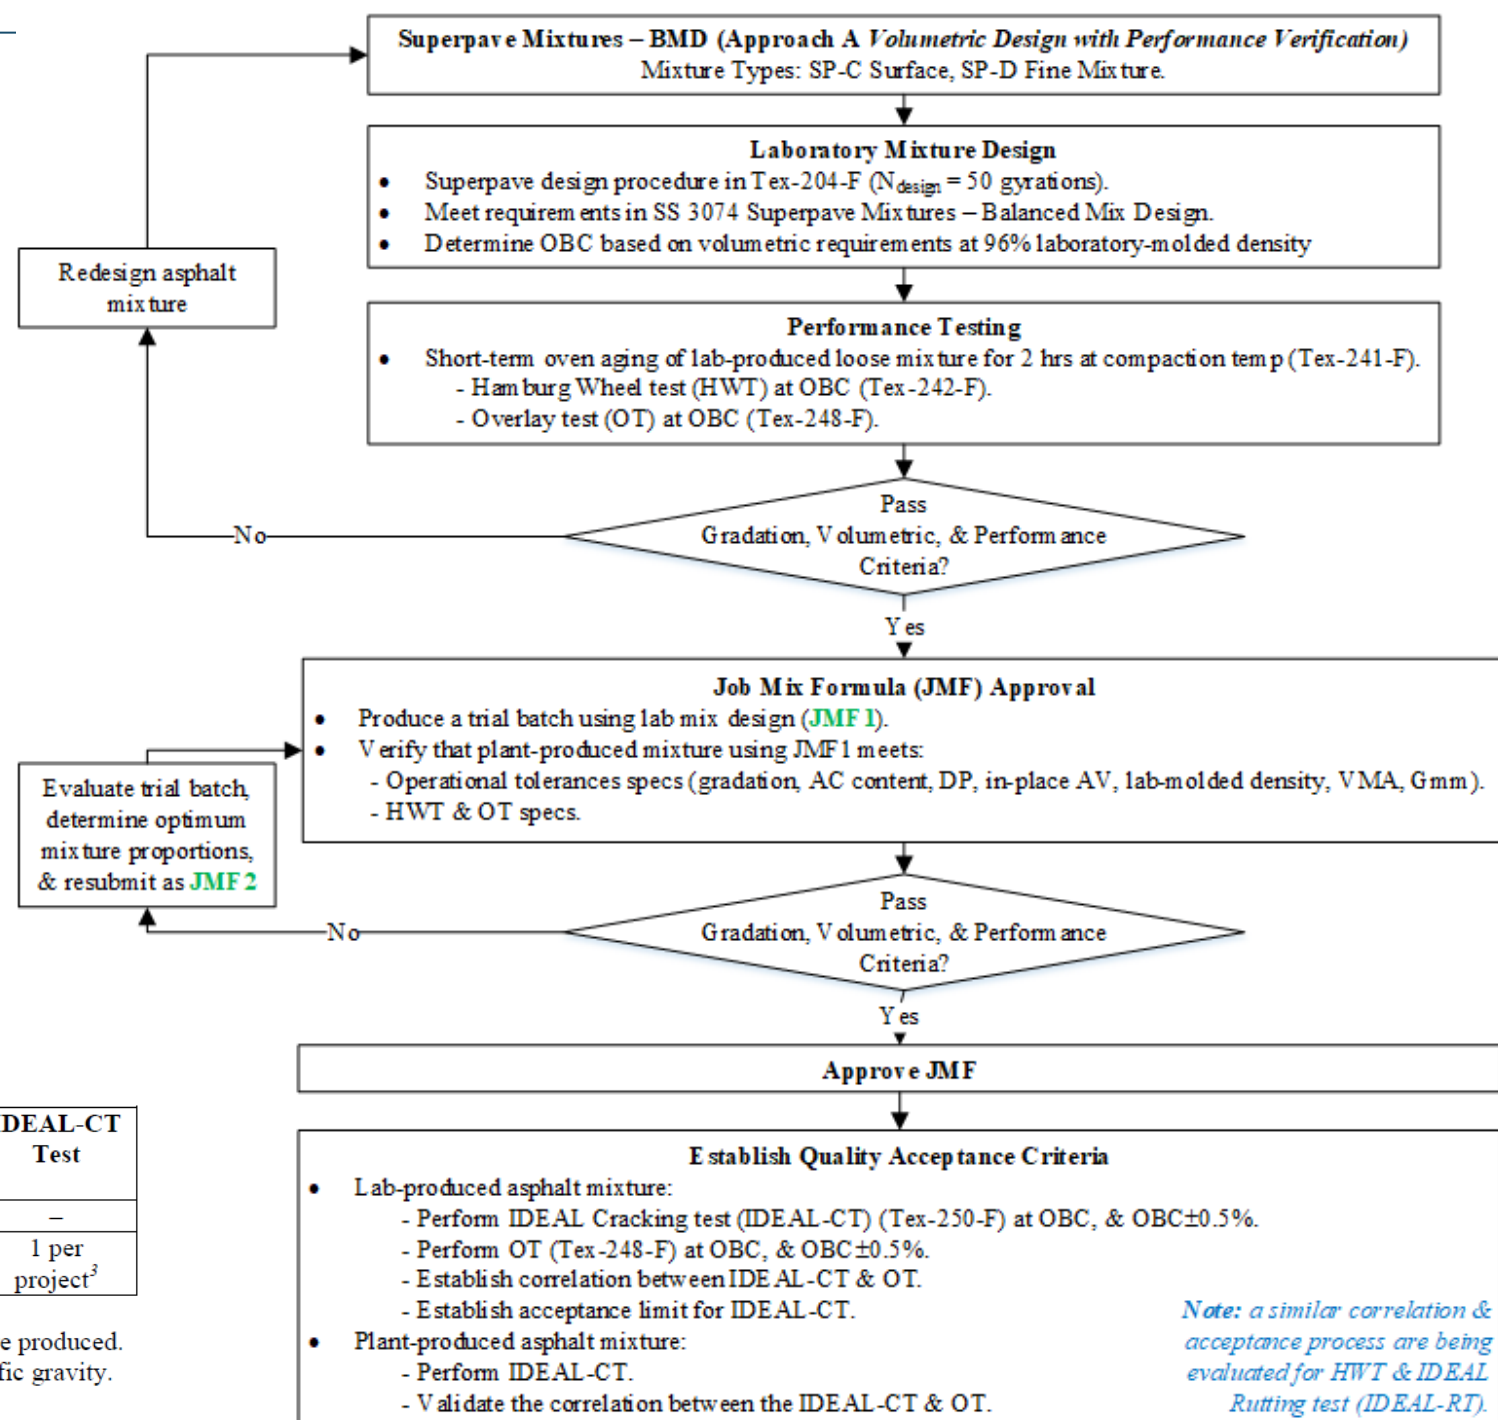 Superpave Mixtures – BMD (Approach A Volumetric Design with Performance Verification)
Mixture Types: SP-C Surface, SP-D Fine Mixture.
Laboratory Mixture Design
• Superpave design procedure in Tex-204-F (Ndesign = 50 gyrations).
• Meet requirements in SS 3074 Superpave Mixtures – Balanced Mix Design.
• Determine OBC based on volumetric requirements at 96% laboratory-molded density
Redesign asphalt
mixture
Performance Testing
• Short-term oven aging of lab-produced loose mixture for 2 hrs at compaction temp (Tex-241-F).
- Hamburg Wheel test (HWT) at OBC (Tex-242-F).
- Overlay test (OT) at OBC (Tex-248-F).
Pass
Gradation, Volumetric, & Performance
Criteria?
No
Yes
Job Mix Formula (JMF) Approval
• Produce a trial batch using lab mix design (JMF1).
• Verify that plant-produced mixture using JMF1 meets:
- Operational tolerances specs (gradation, AC content, DP, in-place AV, lab-molded density, VMA, Gmm).
- HWT & OT specs.
Evaluate trial batch,
determine optimum
mixture proportions,
& resubmit as JMF2
Pass
Gradation, Volumetric, & Performance
Criteria?
No
Yes
Approve JMF
Establish Quality Acceptance Criteria
• Lab-produced asphalt mixture:
- Perform IDEAL Cracking test (IDEAL-CT) (Tex-250-F) at OBC, & OBC±0.5%.
- Perform OT (Tex-248-F) at OBC, & OBC±0.5%.
- Establish correlation between IDEAL-CT & OT.
- Establish acceptance limit for IDEAL-CT.
• Plant-produced asphalt mixture:
- Perform IDEAL-CT.
- Validate the correlation between the IDEAL-CT & OT.
Note: a similar correlation &
acceptance process are being
evaluated for HWT & IDEAL
Rutting test (IDEAL-RT).
DEAL-CT
Test
–
1 per
project3
e produced.
fic gravity.